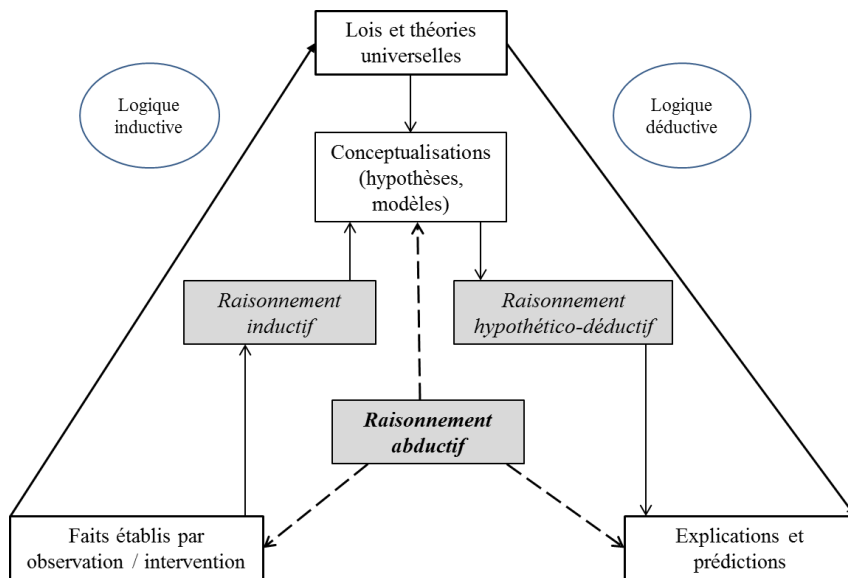 Lois et théories
universelles
Logique
inductive
Logique
déductive
Conceptualisations
(hypothèses,
modèles)
Raisonnement
inductif
Raisonnement
hypothético-déductif
Raisonnement
abductif
Faits établis par
observation / intervention
Explications et
prédictions